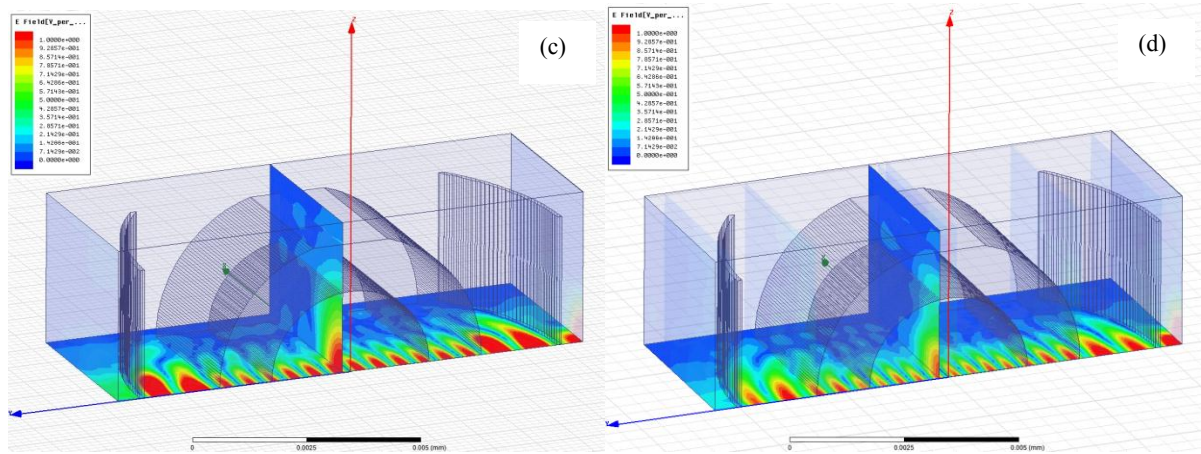 E Field[V_per_...
1.0000e+000
9.2857e-001
8.5714e-001
7.8571e-001
7.1429e-001
6.4286e-001
5.7143e-001
5.0000e-001
4.2857e-001
3.5714e-001
2.8571e-001
2.1429e-001
1.4286e-001
7.1429e-002
0.0000e+000
(c)
Z
0
0.0025
0.005 (mm)
E Field[V_per_...
1.0000e+000
9.2857e-001
8.5714e-001
7.8571e-001
7.1429e-001
6.4286e-001
5.7143e-001
5.0000e-001
4.2857e-001
3.5714e-001
2.8571e-001
2.1429e-001
1.4286e-001
7.1429e-002
0.0000e+000
(d)
Z
0
0.0025
0.005 (mm)